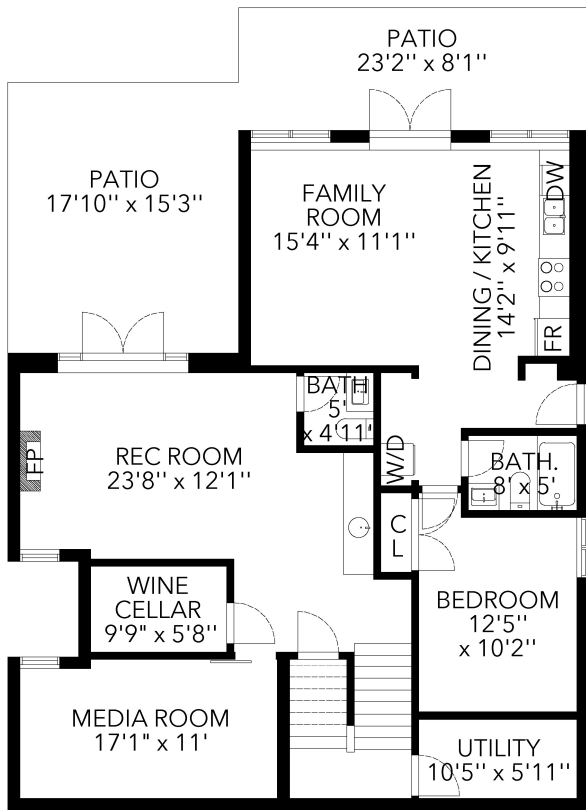 PATIO
23'2'' x 8'1''
PATIO
17'10'' x 15'3''
FAMILY
ROOM
15'4'' x 11'1''
DINING / KITCHEN
14'2'' x 9'11''
DW
FR
BATH
5'
x 4'11'
FP
REC ROOM
23'8'' x 12'1''
W/D
BATH.
8' x 5'
C
L
WINE
CELLAR
9'9" x 5'8''
BEDROOM
12'5''
x 10'2''
MEDIA ROOM
17'1" x 11'
UTILITY
10'5'' x 5'11''